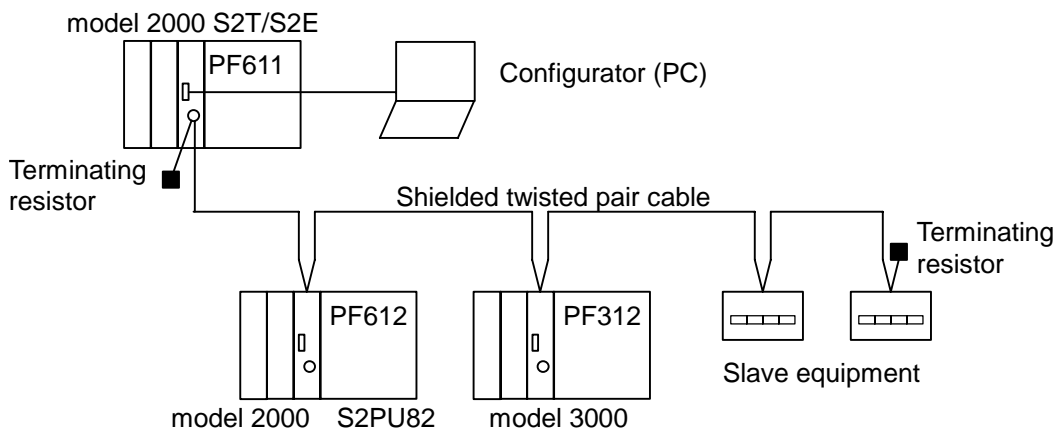 model 2000 S2T/S2E
PF611
Configurator (PC)
Terminating
resistor
Shielded twisted pair cable
Terminating
resistor
PF612
PF312
Slave equipment
model 2000 S2PU82
model 3000